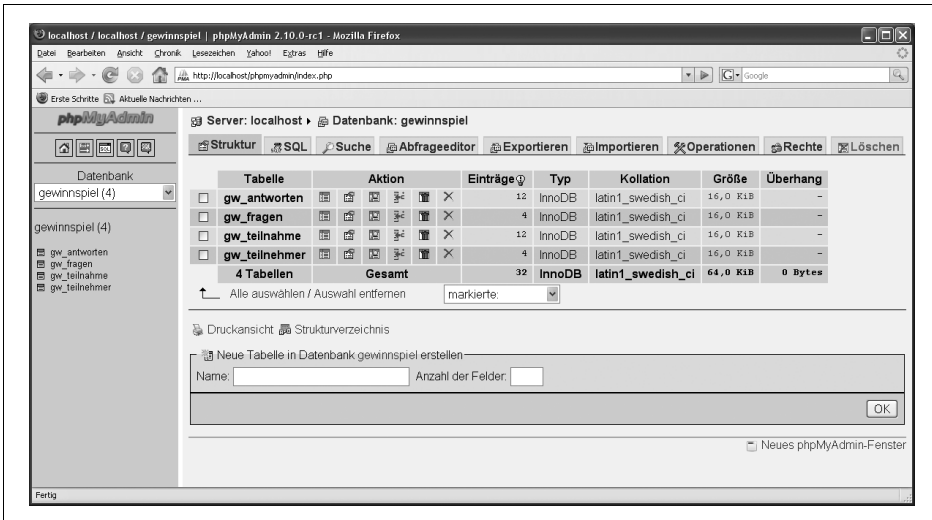 localhost / localhost / gewinnspiel | phpMyAdmin 2.10.0-rc1 - Mozilla Firefox
Datei Bearbeiten Ansicht Chronik Lesezeichen Yahoo! Extras Hilfe
http://localhost/phpmyadmin/index.php Google
Erste Schritte Aktuelle Nachrichten ...
phpMyAdmin
Datenbank
gewinnspiel (4)
gewinnspiel (4)
gw_antworten
gw_fragen
gw_teilnahme
gw_teilnehmer
Server: localhost Datenbank: gewinnspiel
Struktur SQL Suche Abfrageeditor Exportieren Importieren Operationen Rechte Löschen
Tabelle Aktion Einträge Typ Kollation Größe Überhang
gw_antworten 12 InnoDB latin1_swedish_ci 16,0 KiB -
gw_fragen 4 InnoDB latin1_swedish_ci 16,0 KiB -
gw_teilnahme 12 InnoDB latin1_swedish_ci 16,0 KiB -
gw_teilnehmer 4 InnoDB latin1_swedish_ci 16,0 KiB -
4 Tabellen Gesamt 32 InnoDB latin1_swedish_ci 64,0 KiB 0 Bytes
Alle auswählen / Auswahl entfernen markierte:
Druckansicht Strukturverzeichnis
Neue Tabelle in Datenbank gewinnspiel erstellen
Name: Anzahl der Felder:
OK
Neues phpMyAdmin-Fenster
Fertig